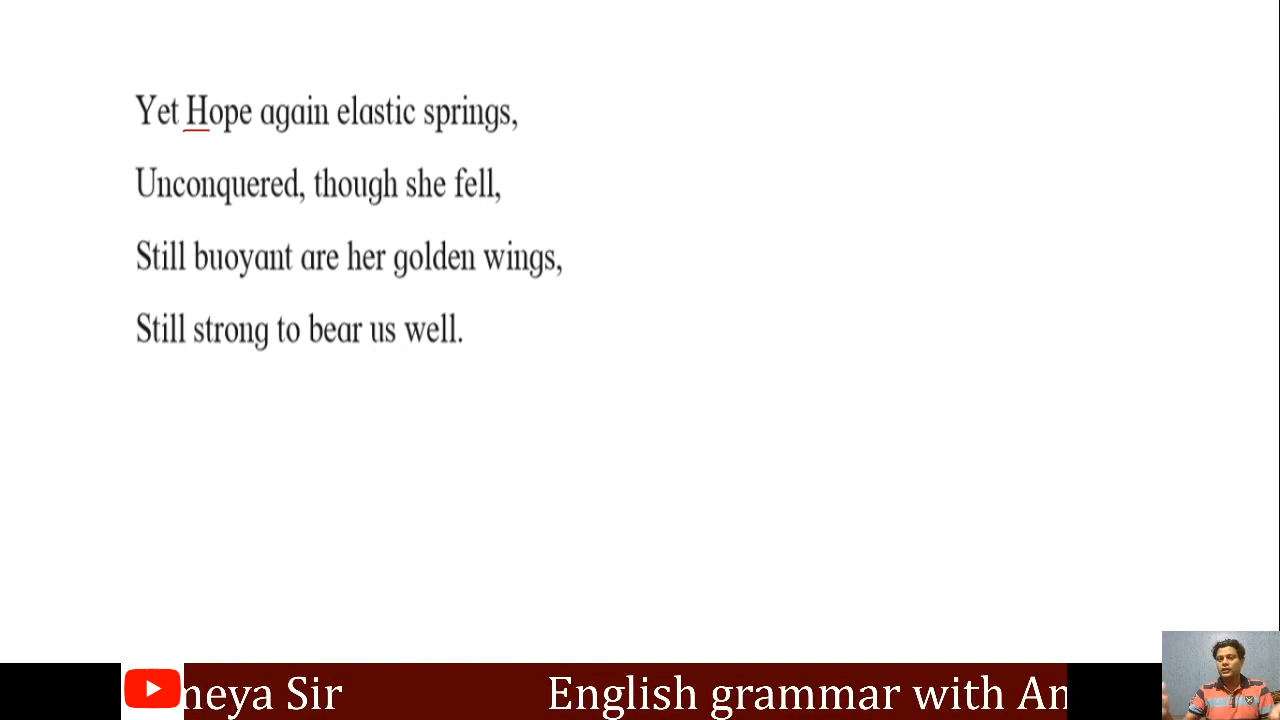 Yet Hope again elastic springs,
Unconquered, though she fell,
Still buoyant are her golden wings,
Still strong to bear us well.
neya Sir English grammar with An